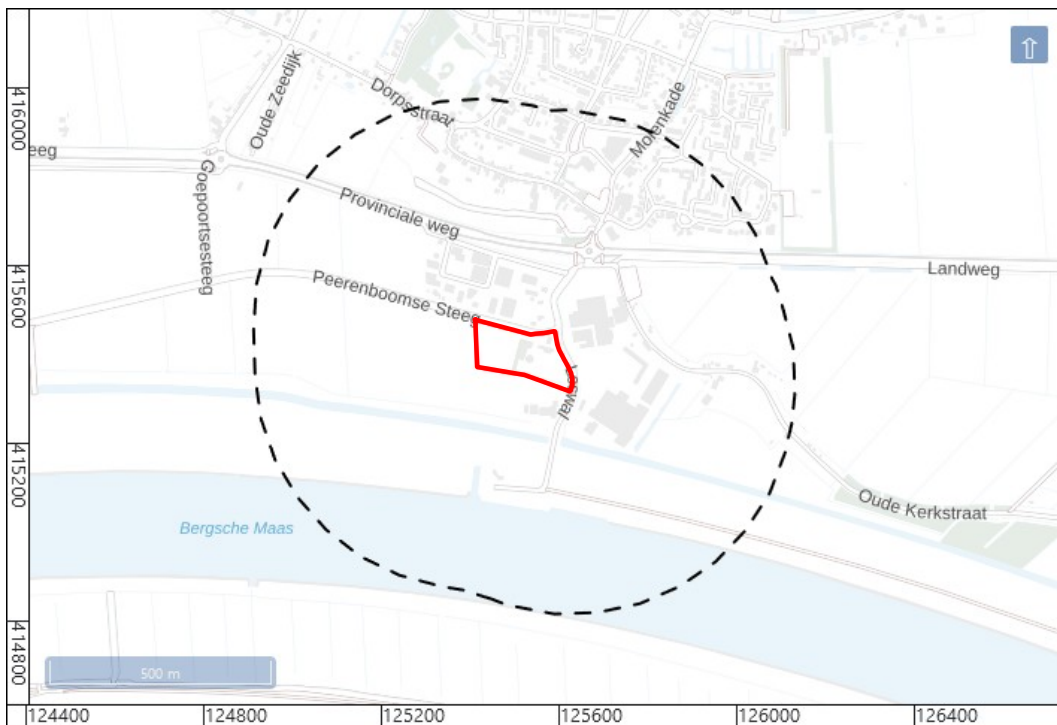 416000
415600
415200
414800
Oude Zeedijk
Dorpsstraat
Molenkade
eeg
Goepoortsesteeg
Provinciale weg
Landweg
Peerenboomse Steeg
Oude Kerkstraat
Bergsche Maas
500 m
124400
124800
125200
125600
126000
126400